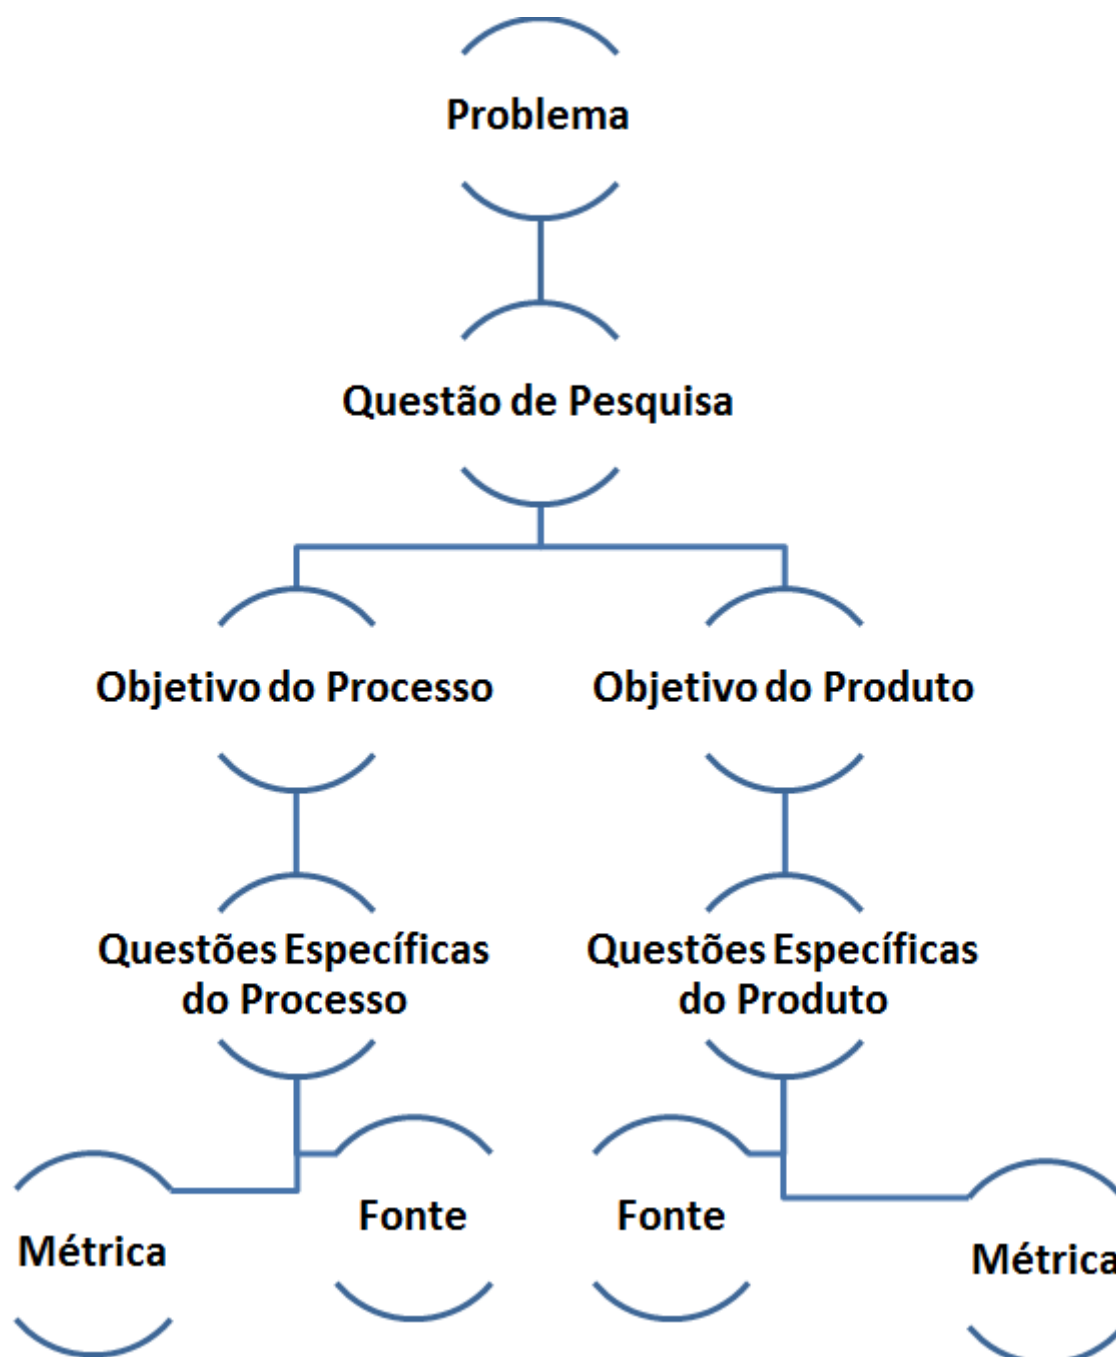 Problema
Questão de Pesquisa
Objetivo do Processo
Objetivo do Produto
Questões Específicas
do Processo
Questões Específicas
do Produto
Métrica
Fonte
Fonte
Métrica